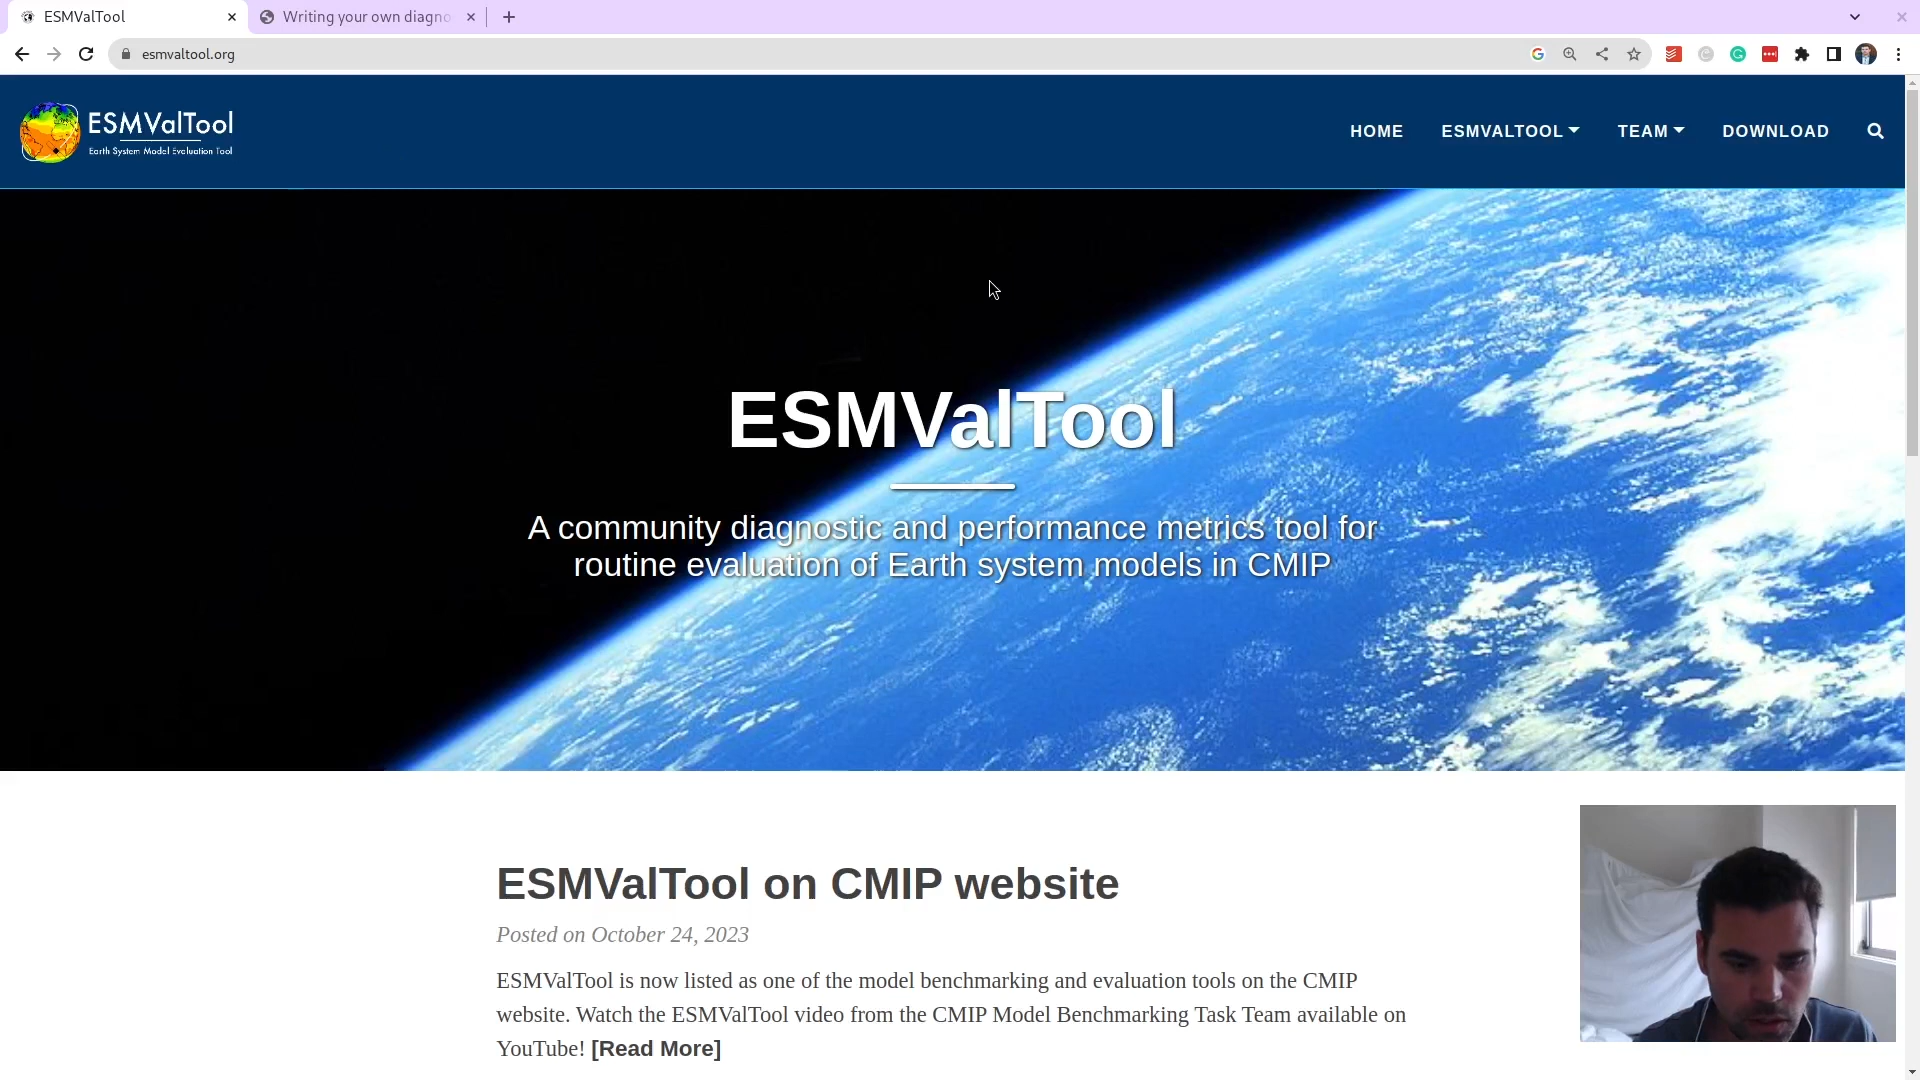 ESMValTool
Writing your own diagno
esmvaltool.org
ESMValTool
Earth System Model Evaluation Tool
HOME
ESMVALTOOL
TEAM
DOWNLOAD
ESMValTool
A community diagnostic and performance metrics tool for
routine evaluation of Earth system models in CMIP
ESMValTool on CMIP website
Posted on October 24, 2023
ESMValTool is now listed as one of the model benchmarking and evaluation tools on the CMIP
website. Watch the ESMValTool video from the CMIP Model Benchmarking Task Team available on
YouTube! [Read More]